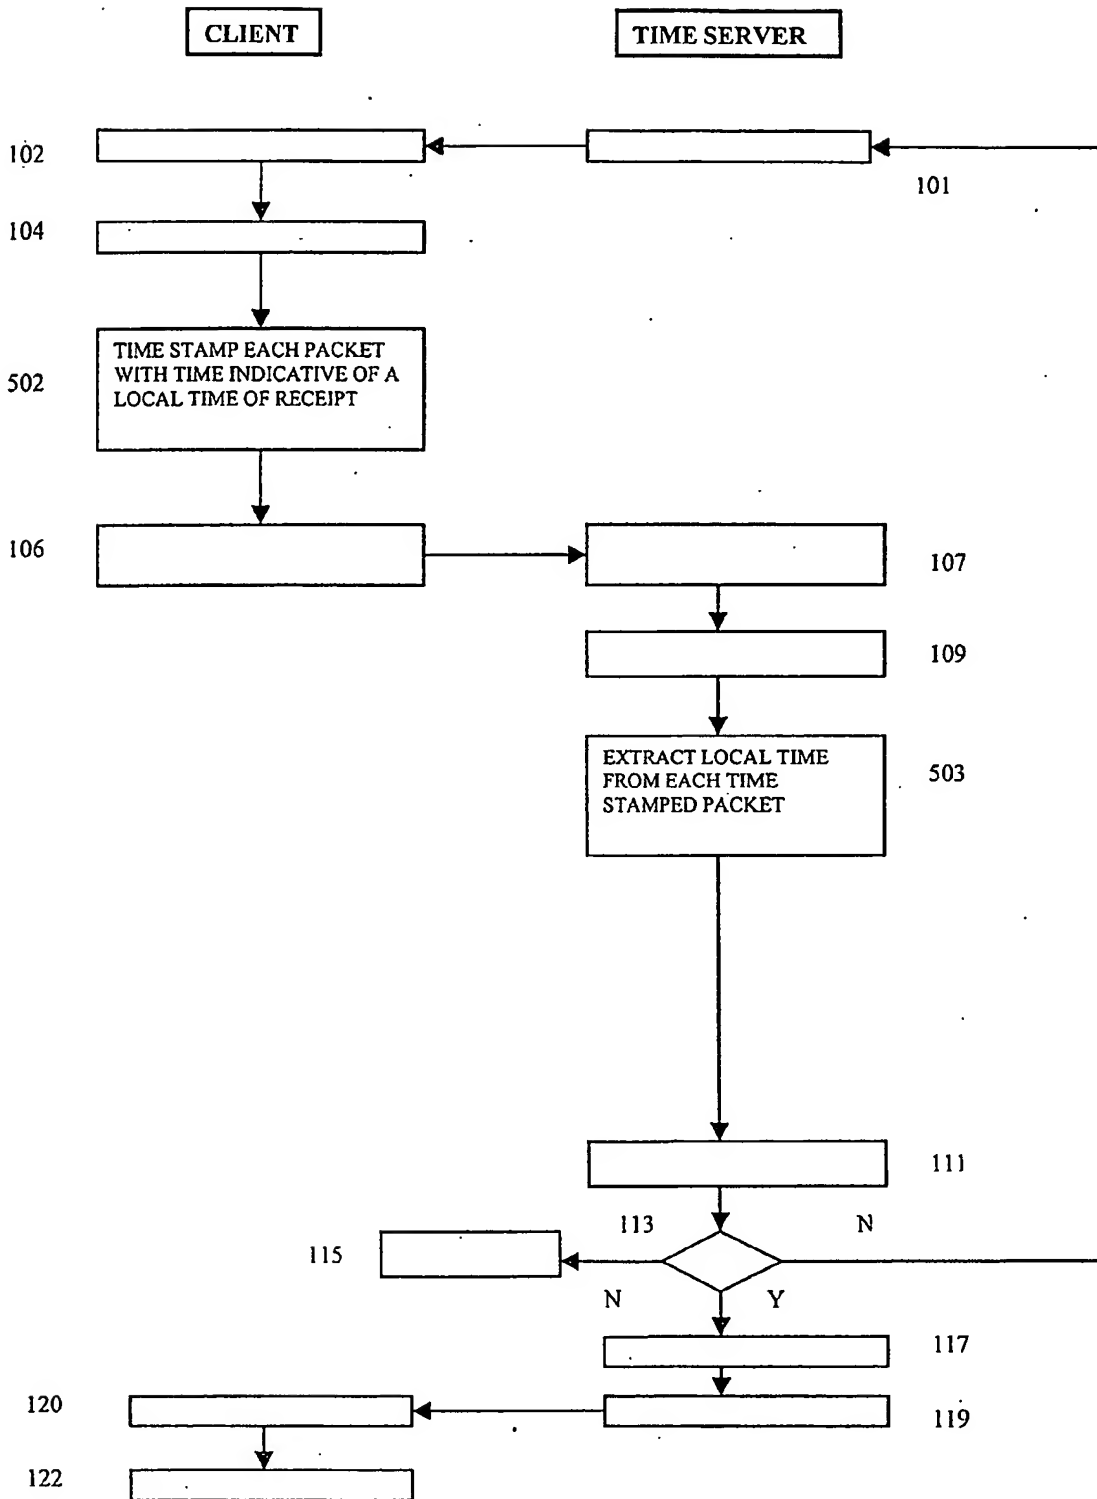 CLIENT
TIME SERVER
102
101
104
TIME STAMP EACH PACKET
WITH TIME INDICATIVE OF A
LOCAL TIME OF RECEIPT
502
106
107
109
EXTRACT LOCAL TIME
FROM EACH TIME
STAMPED PACKET
503
111
113
N
115
N
Y
117
120
119
122